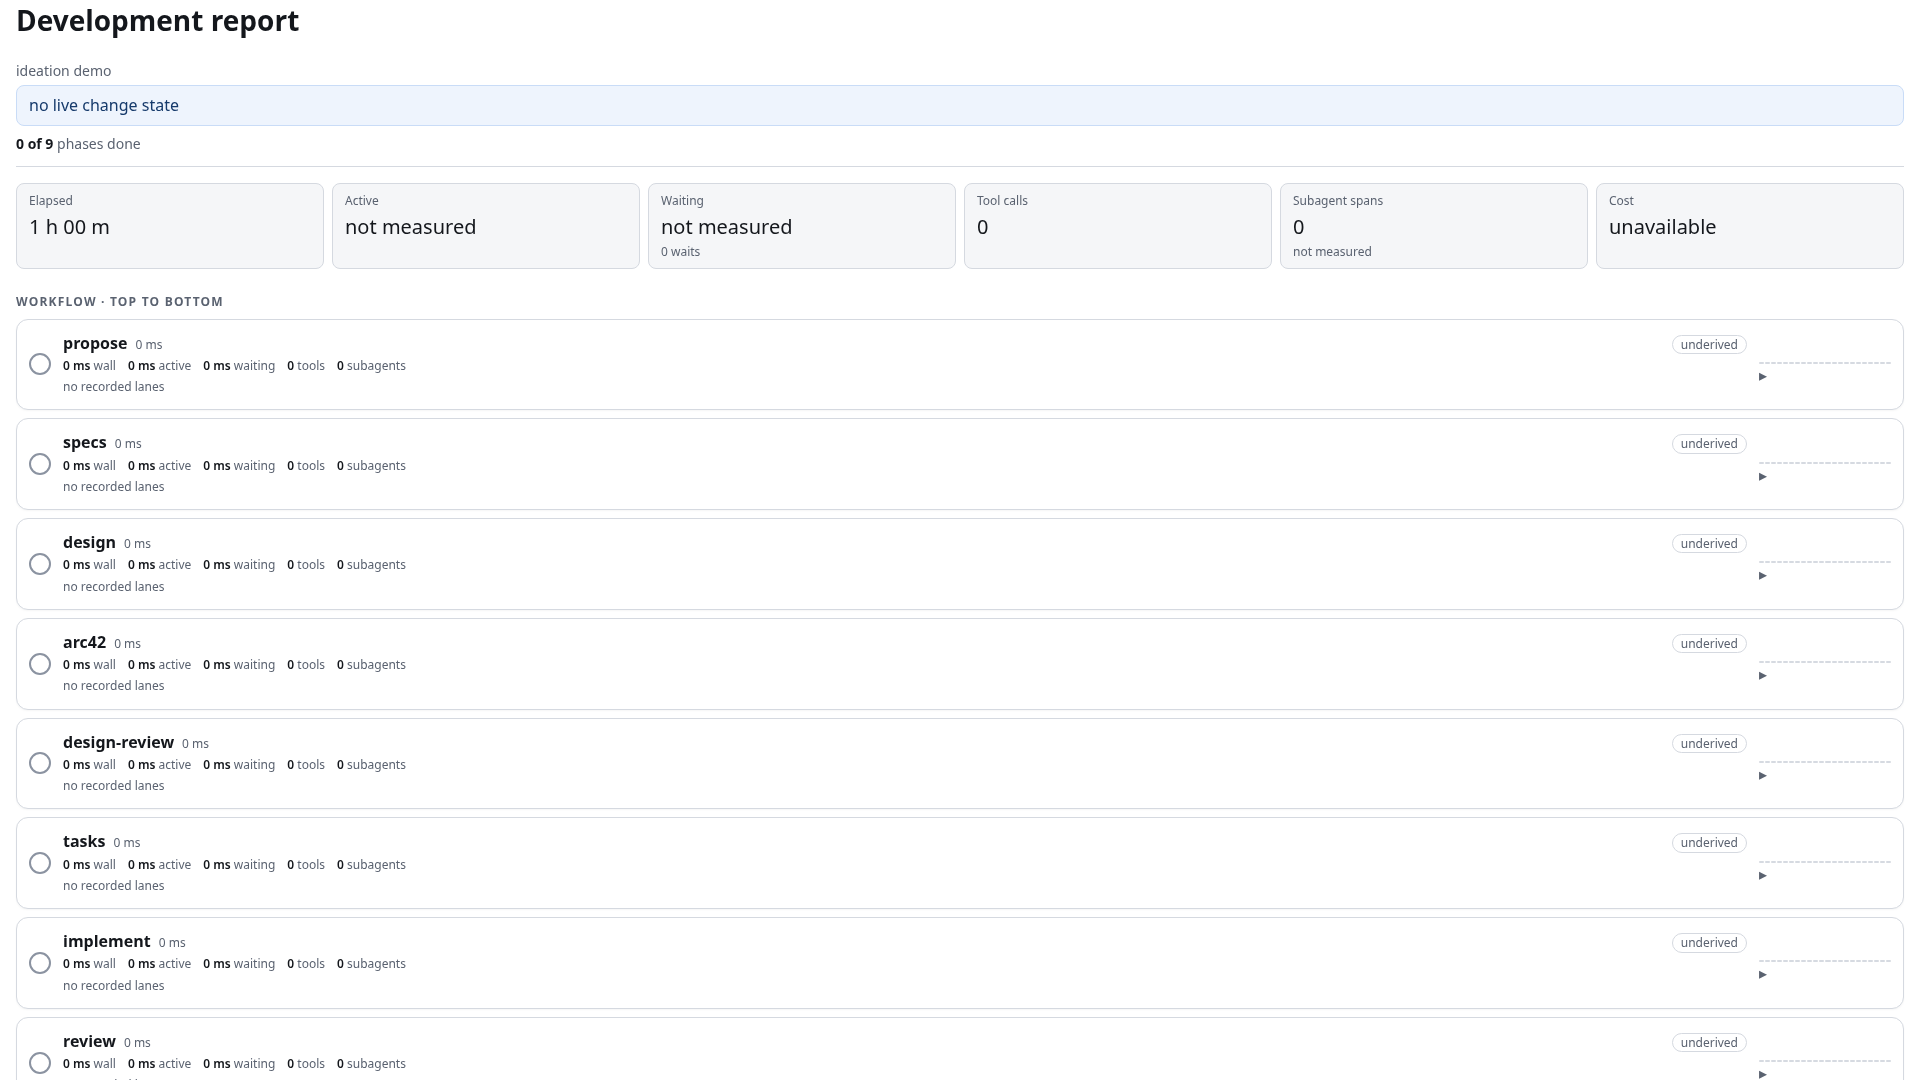 Development report
ideation demo
no live change state
0 of 9 phases done
Elapsed
1 h 00 m
Active
not measured
Waiting
not measured
0 waits
Tool calls
0
Subagent spans
0
not measured
Cost
unavailable
WORKFLOW · TOP TO BOTTOM
propose 0 ms
0 ms wall 0 ms active 0 ms waiting 0 tools 0 subagents
no recorded lanes
underived
specs 0 ms
0 ms wall 0 ms active 0 ms waiting 0 tools 0 subagents
no recorded lanes
underived
design 0 ms
0 ms wall 0 ms active 0 ms waiting 0 tools 0 subagents
no recorded lanes
underived
arc42 0 ms
0 ms wall 0 ms active 0 ms waiting 0 tools 0 subagents
no recorded lanes
underived
design-review 0 ms
0 ms wall 0 ms active 0 ms waiting 0 tools 0 subagents
no recorded lanes
underived
tasks 0 ms
0 ms wall 0 ms active 0 ms waiting 0 tools 0 subagents
no recorded lanes
underived
implement 0 ms
0 ms wall 0 ms active 0 ms waiting 0 tools 0 subagents
no recorded lanes
underived
review 0 ms
0 ms wall 0 ms active 0 ms waiting 0 tools 0 subagents
underived